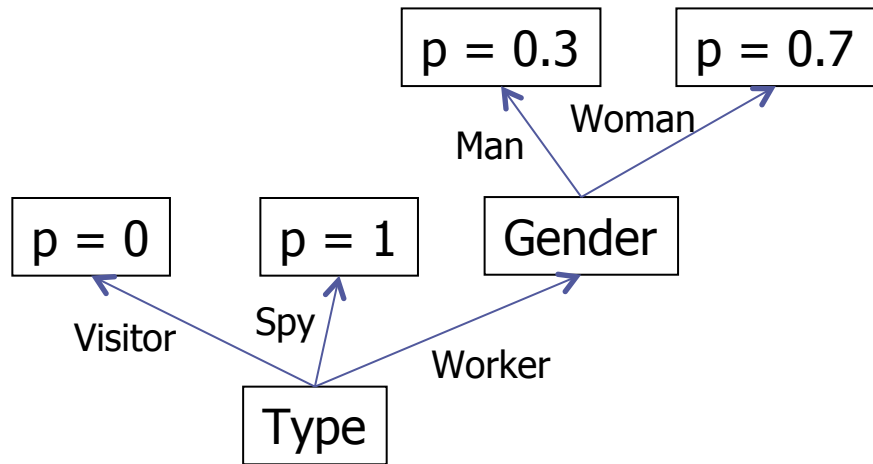 p = 0.3
p = 0.7
Man
Woman
p = 0
p = 1
Gender
Visitor
Spy
Worker
Type